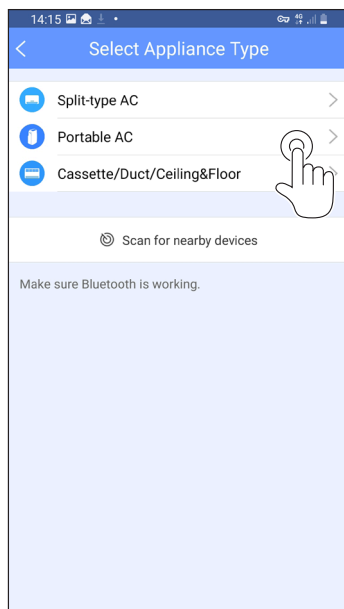 14:15
4G
Select Appliance Type
Split-type AC
Portable AC
Cassette/Duct/Ceiling&Floor
Scan for nearby devices
Make sure Bluetooth is working.